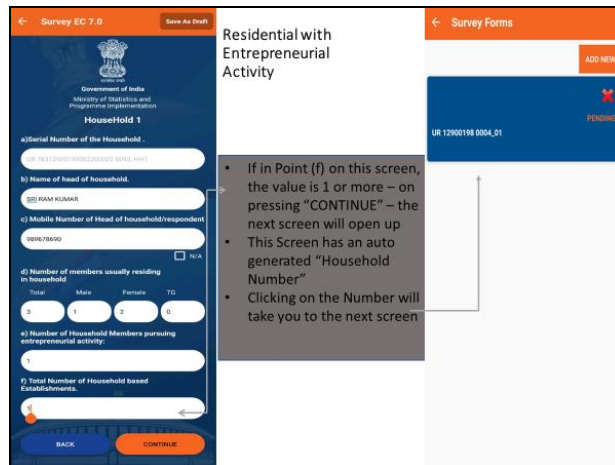 Survey EC 7.0
Save As Draft
Government of India
Ministry of Statistics and
Programme Implementation
HouseHold 1
a)Serial Number of the Household .
b) Name of head of household.
SRI RAM KUMAR
c) Mobile Number of Head of household/respondent
989678690
N/A
d) Number of members usually residing
in household
Total Male Female TG
3 1 2 0
e) Number of Household Members pursuing
entrepreneurial activity:
1
f) Total Number of Household based
Establishments.
1
BACK CONTINUE
Residential with
Entrepreneurial
Activity
• If in Point (f) on this screen,
the value is 1 or more – on
pressing “CONTINUE” – the
next screen will open up
• This Screen has an auto
generated “Household
Number”
• Clicking on the Number will
take you to the next screen
Survey Forms
ADD NEW
PENDING
UR 12900198 0004_01